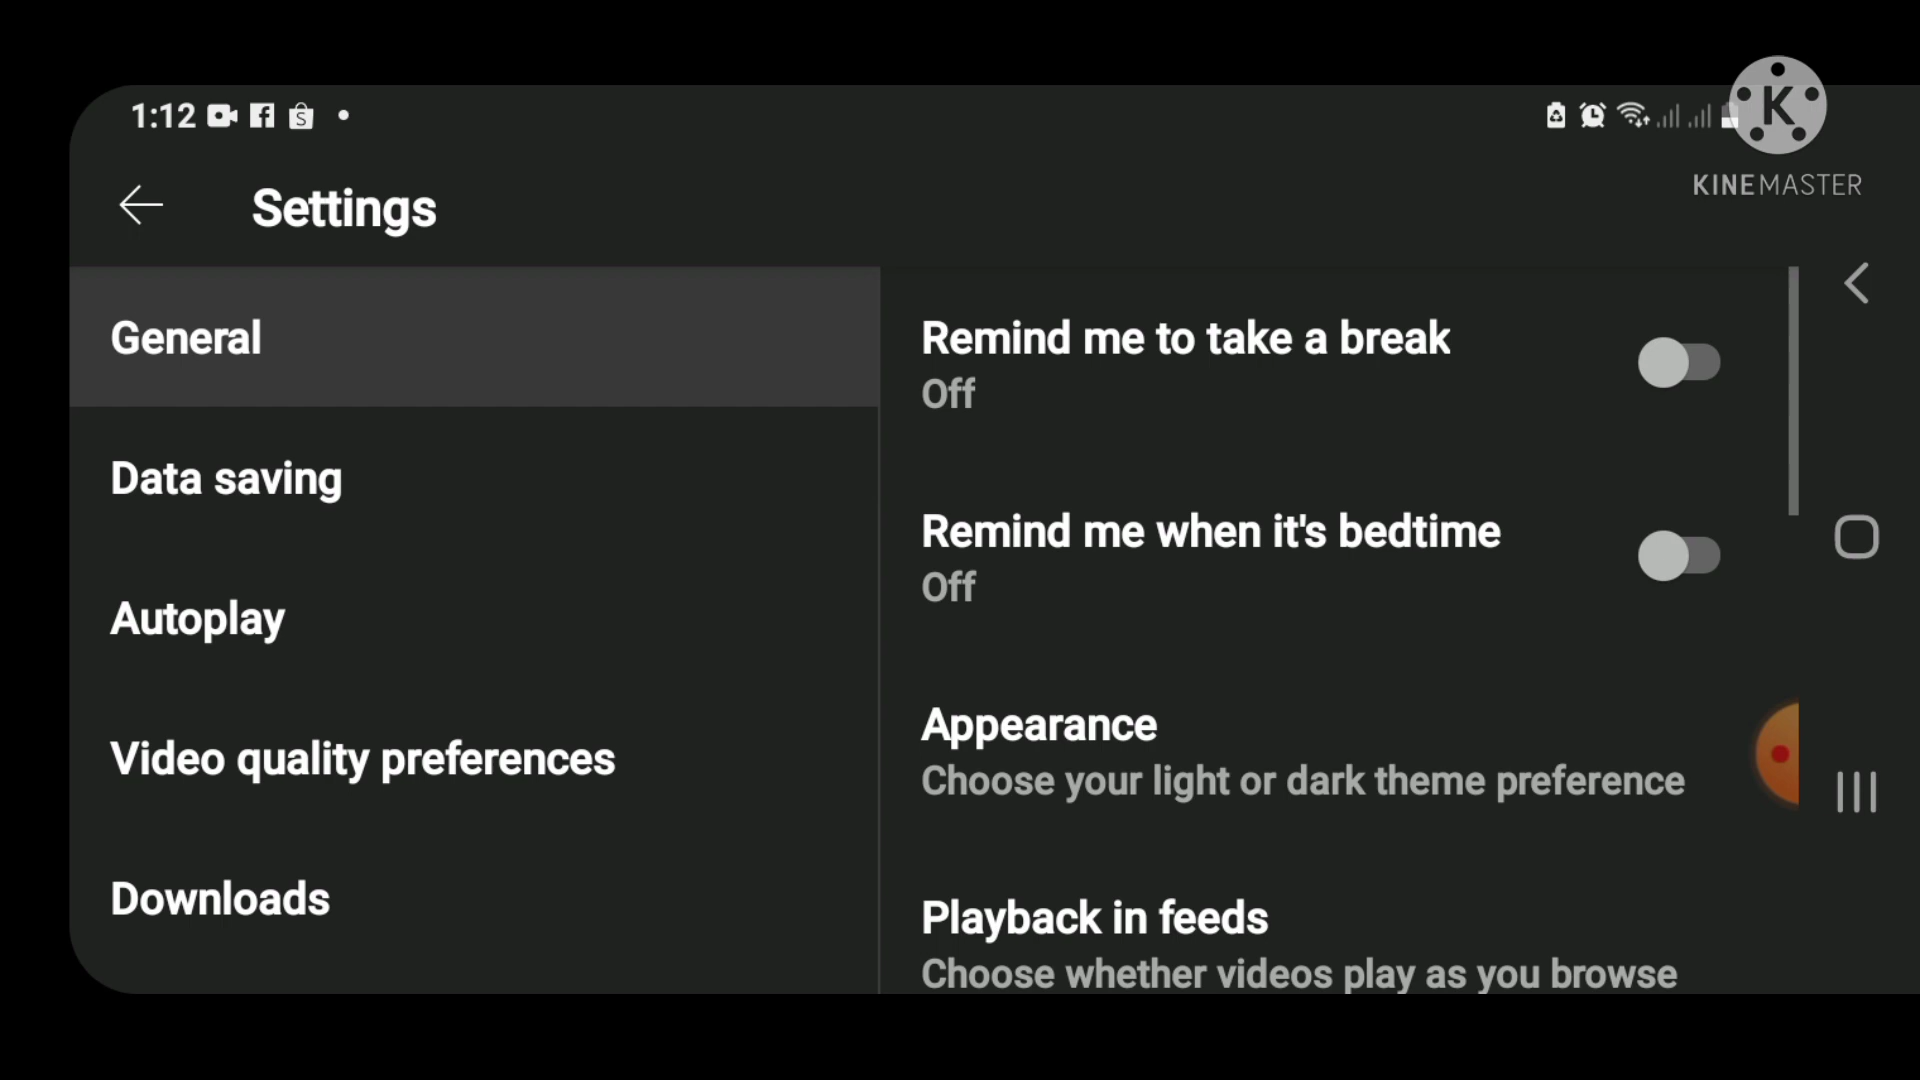 1:12
K
KINEMASTER
Settings
General
Data saving
Autoplay
Video quality preferences
Downloads
Remind me to take a break
Off
Remind me when it's bedtime
Off
Appearance
Choose your light or dark theme preference
Playback in feeds
Choose whether videos play as you browse